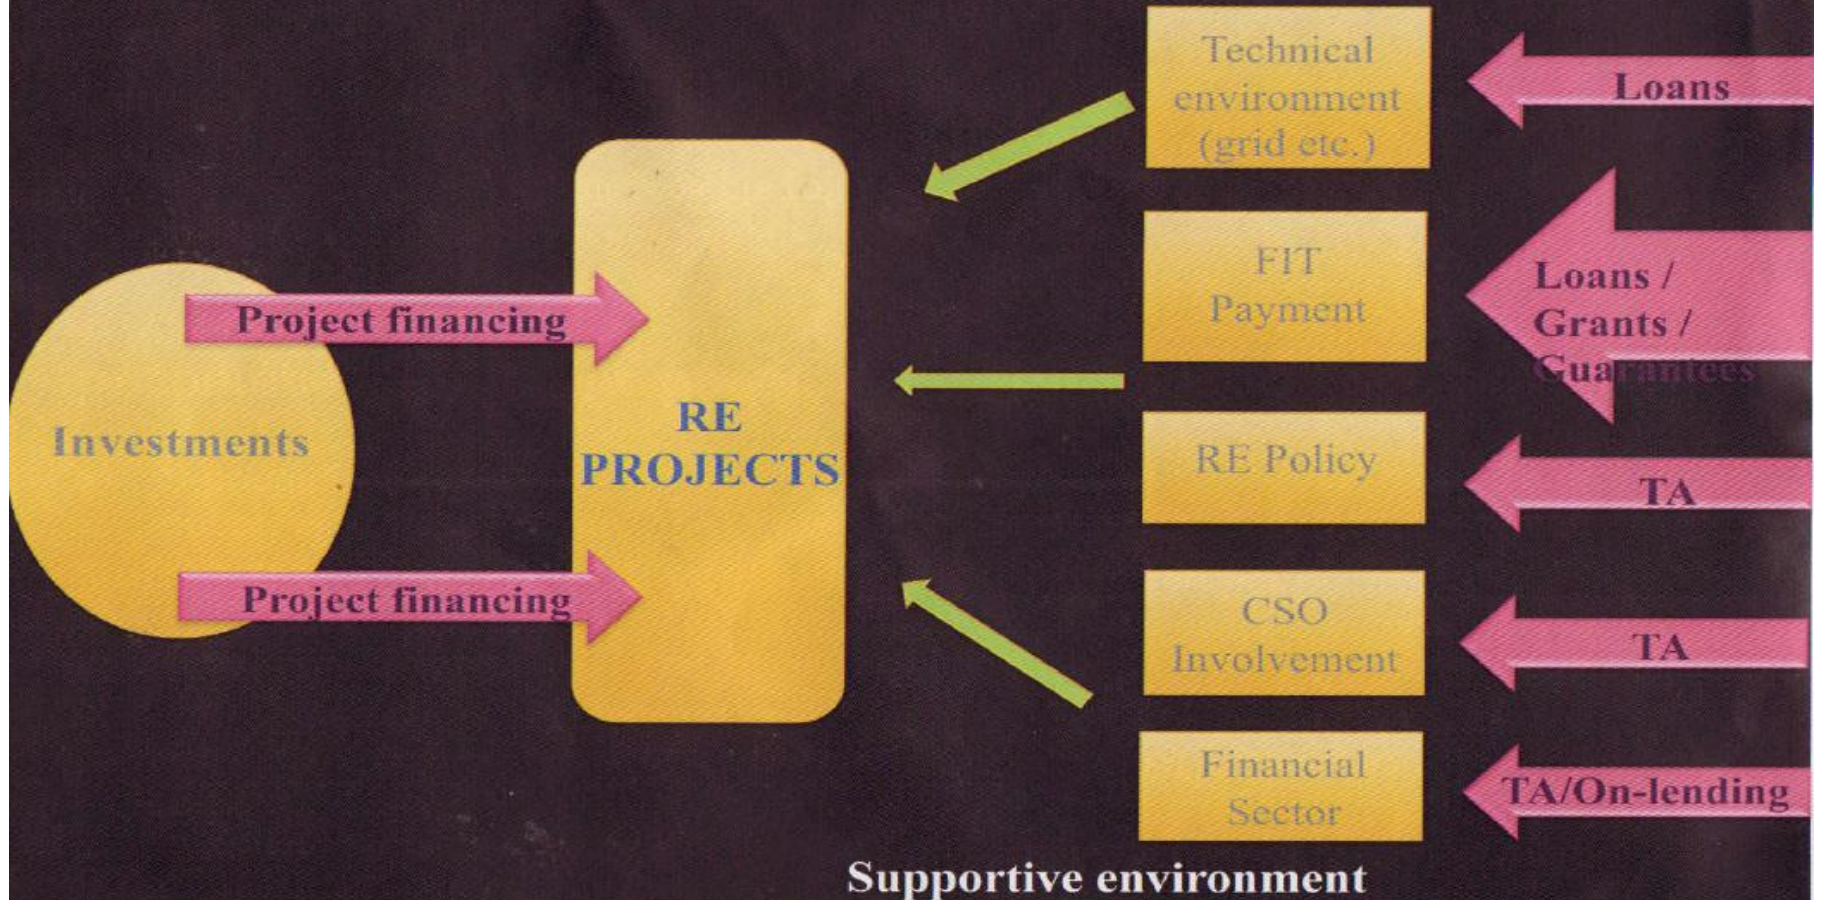 Technical
environment
(grid etc.)
Loans
FIT
Payment
Loans /
Grants /
Guarantees
Project financing
RE
PROJECTS
Investments
RE Policy
TA
Project financing
CSO
Involvement
TA
Financial
Sector
TA/On-lending
Supportive environment